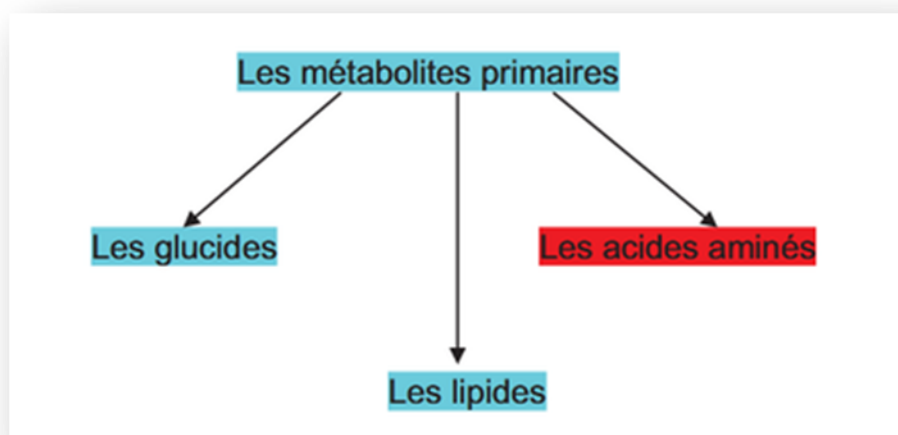 Les métabolites primaires
Les glucides
Les acides aminés
Les lipides